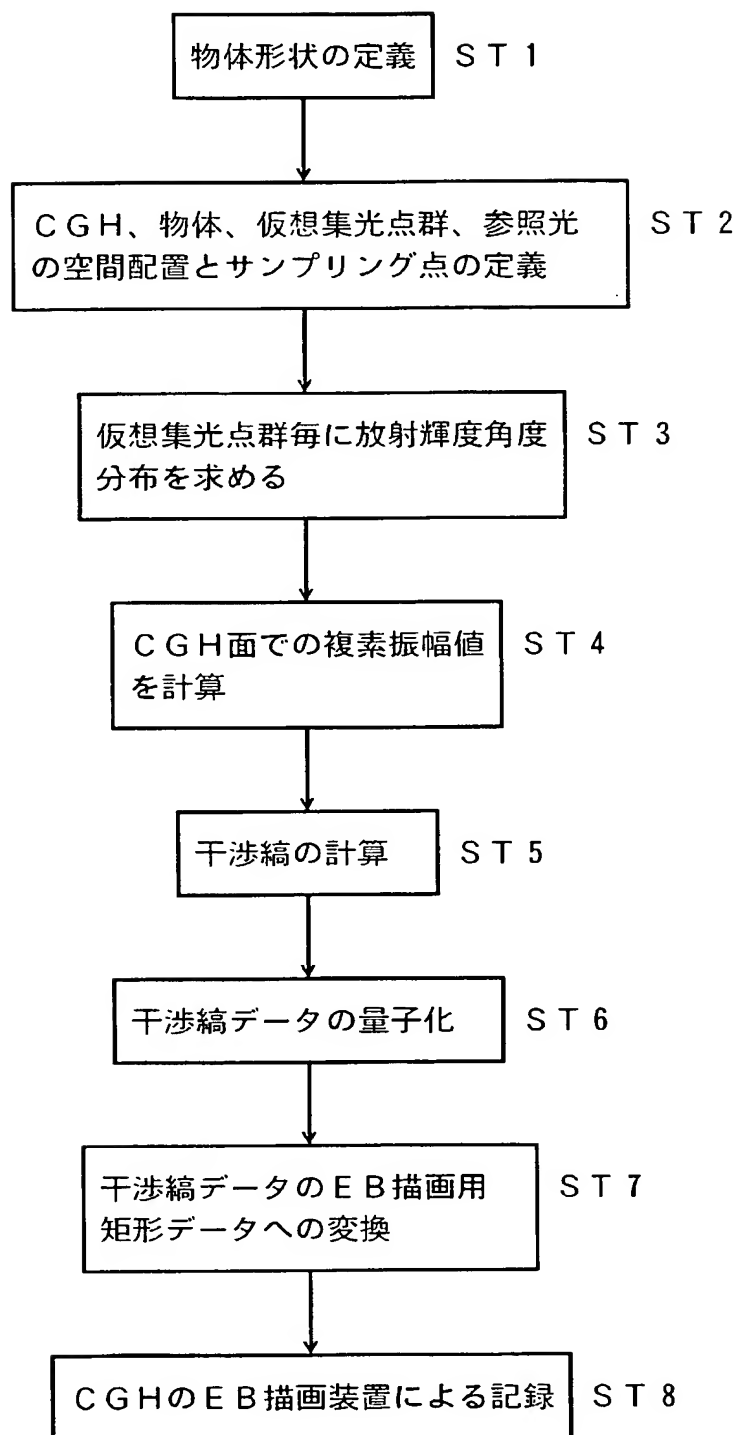 物体形状の定義 ST1
CGH、物体、仮想集光点群、参照光 ST2
の空間配置とサンプリング点の定義
仮想集光点群毎に放射輝度角度 ST3
分布を求める
CGH面での複素振幅値 ST4
を計算
干渉縞の計算 ST5
干渉縞データの量子化 ST6
干渉縞データのEB描画用 ST7
矩形データへの変換
CGHのEB描画装置による記録 ST8